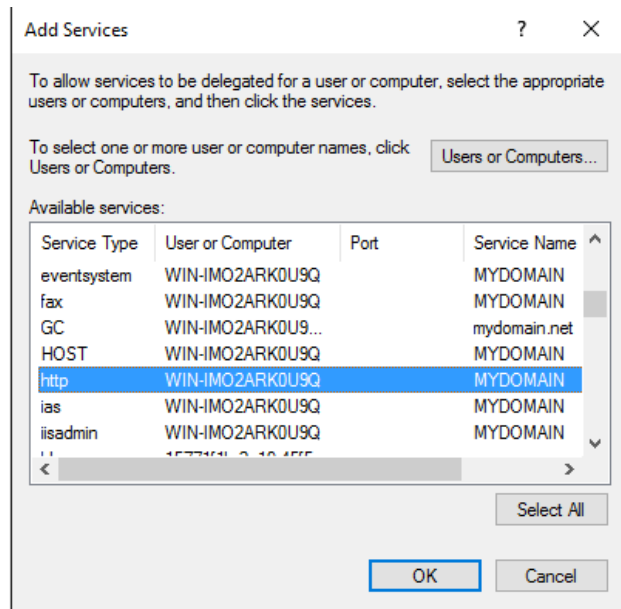 Add Services ?
To allow services to be delegated for a user or computer, select the appropriate
users or computers, and then click the services.
To select one or more user or computer names, click
Users or Computers.
Users or Computers...
Available services:
Service Type User or Computer Port Service Name
eventsystem WIN-IMO2ARK0U9Q MYDOMAIN
fax WIN-IMO2ARK0U9Q MYDOMAIN
GC WIN-IMO2ARK0U9... mydomain.net
HOST WIN-IMO2ARK0U9Q MYDOMAIN
http WIN-IMO2ARK0U9Q MYDOMAIN
ias WIN-IMO2ARK0U9Q MYDOMAIN
iisadmin WIN-IMO2ARK0U9Q MYDOMAIN
Select All
OK Cancel